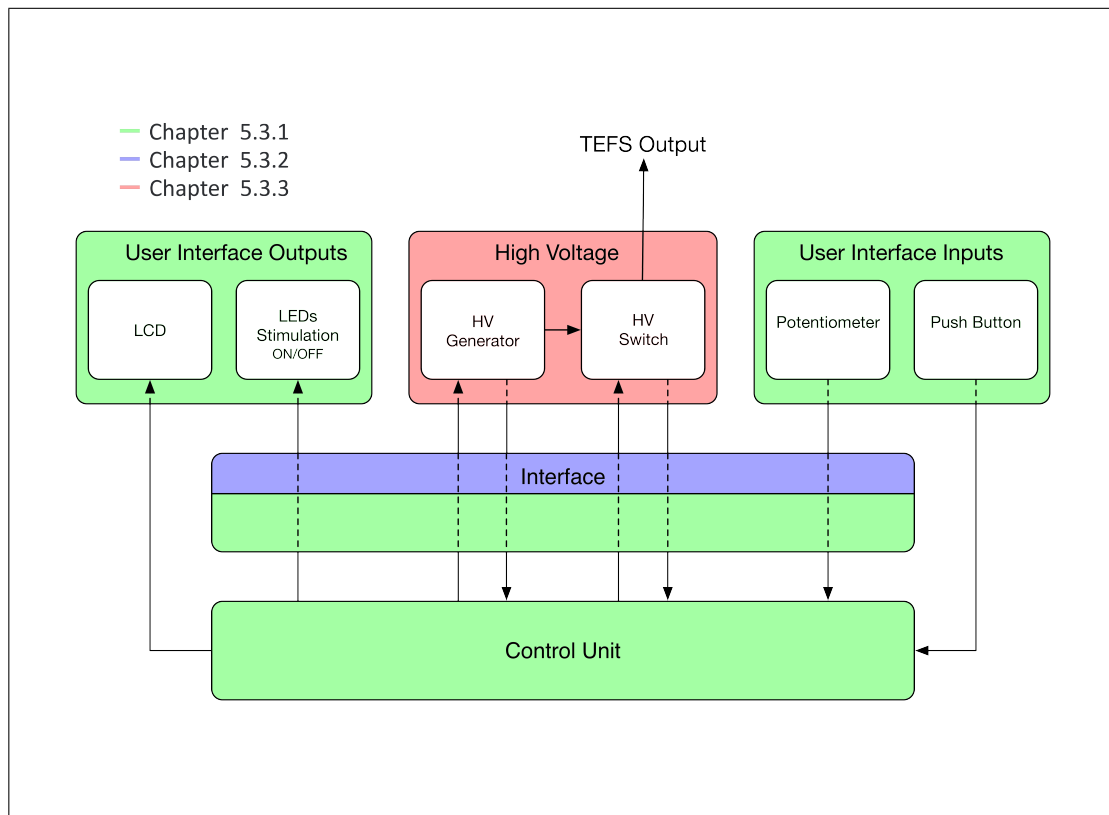 Chapter 5.3.1
Chapter 5.3.2
Chapter 5.3.3
TEFS Output
User Interface Outputs
LCD
LEDs
Stimulation
ON/OFF
High Voltage
HV
Generator
HV
Switch
User Interface Inputs
Potentiometer
Push Button
Interface
Control Unit